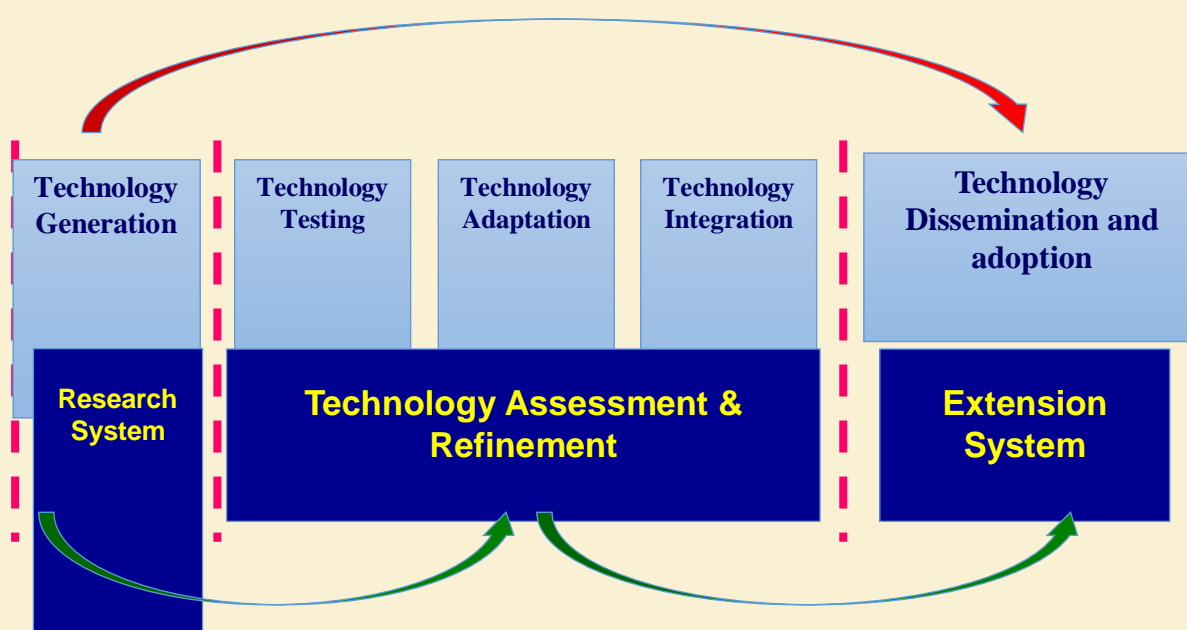 Technology
Generation
Technology
Testing
Technology
Adaptation
Technology
Integration
Technology
Dissemination and
adoption
Research
System
Technology Assessment &
Refinement
Extension
System